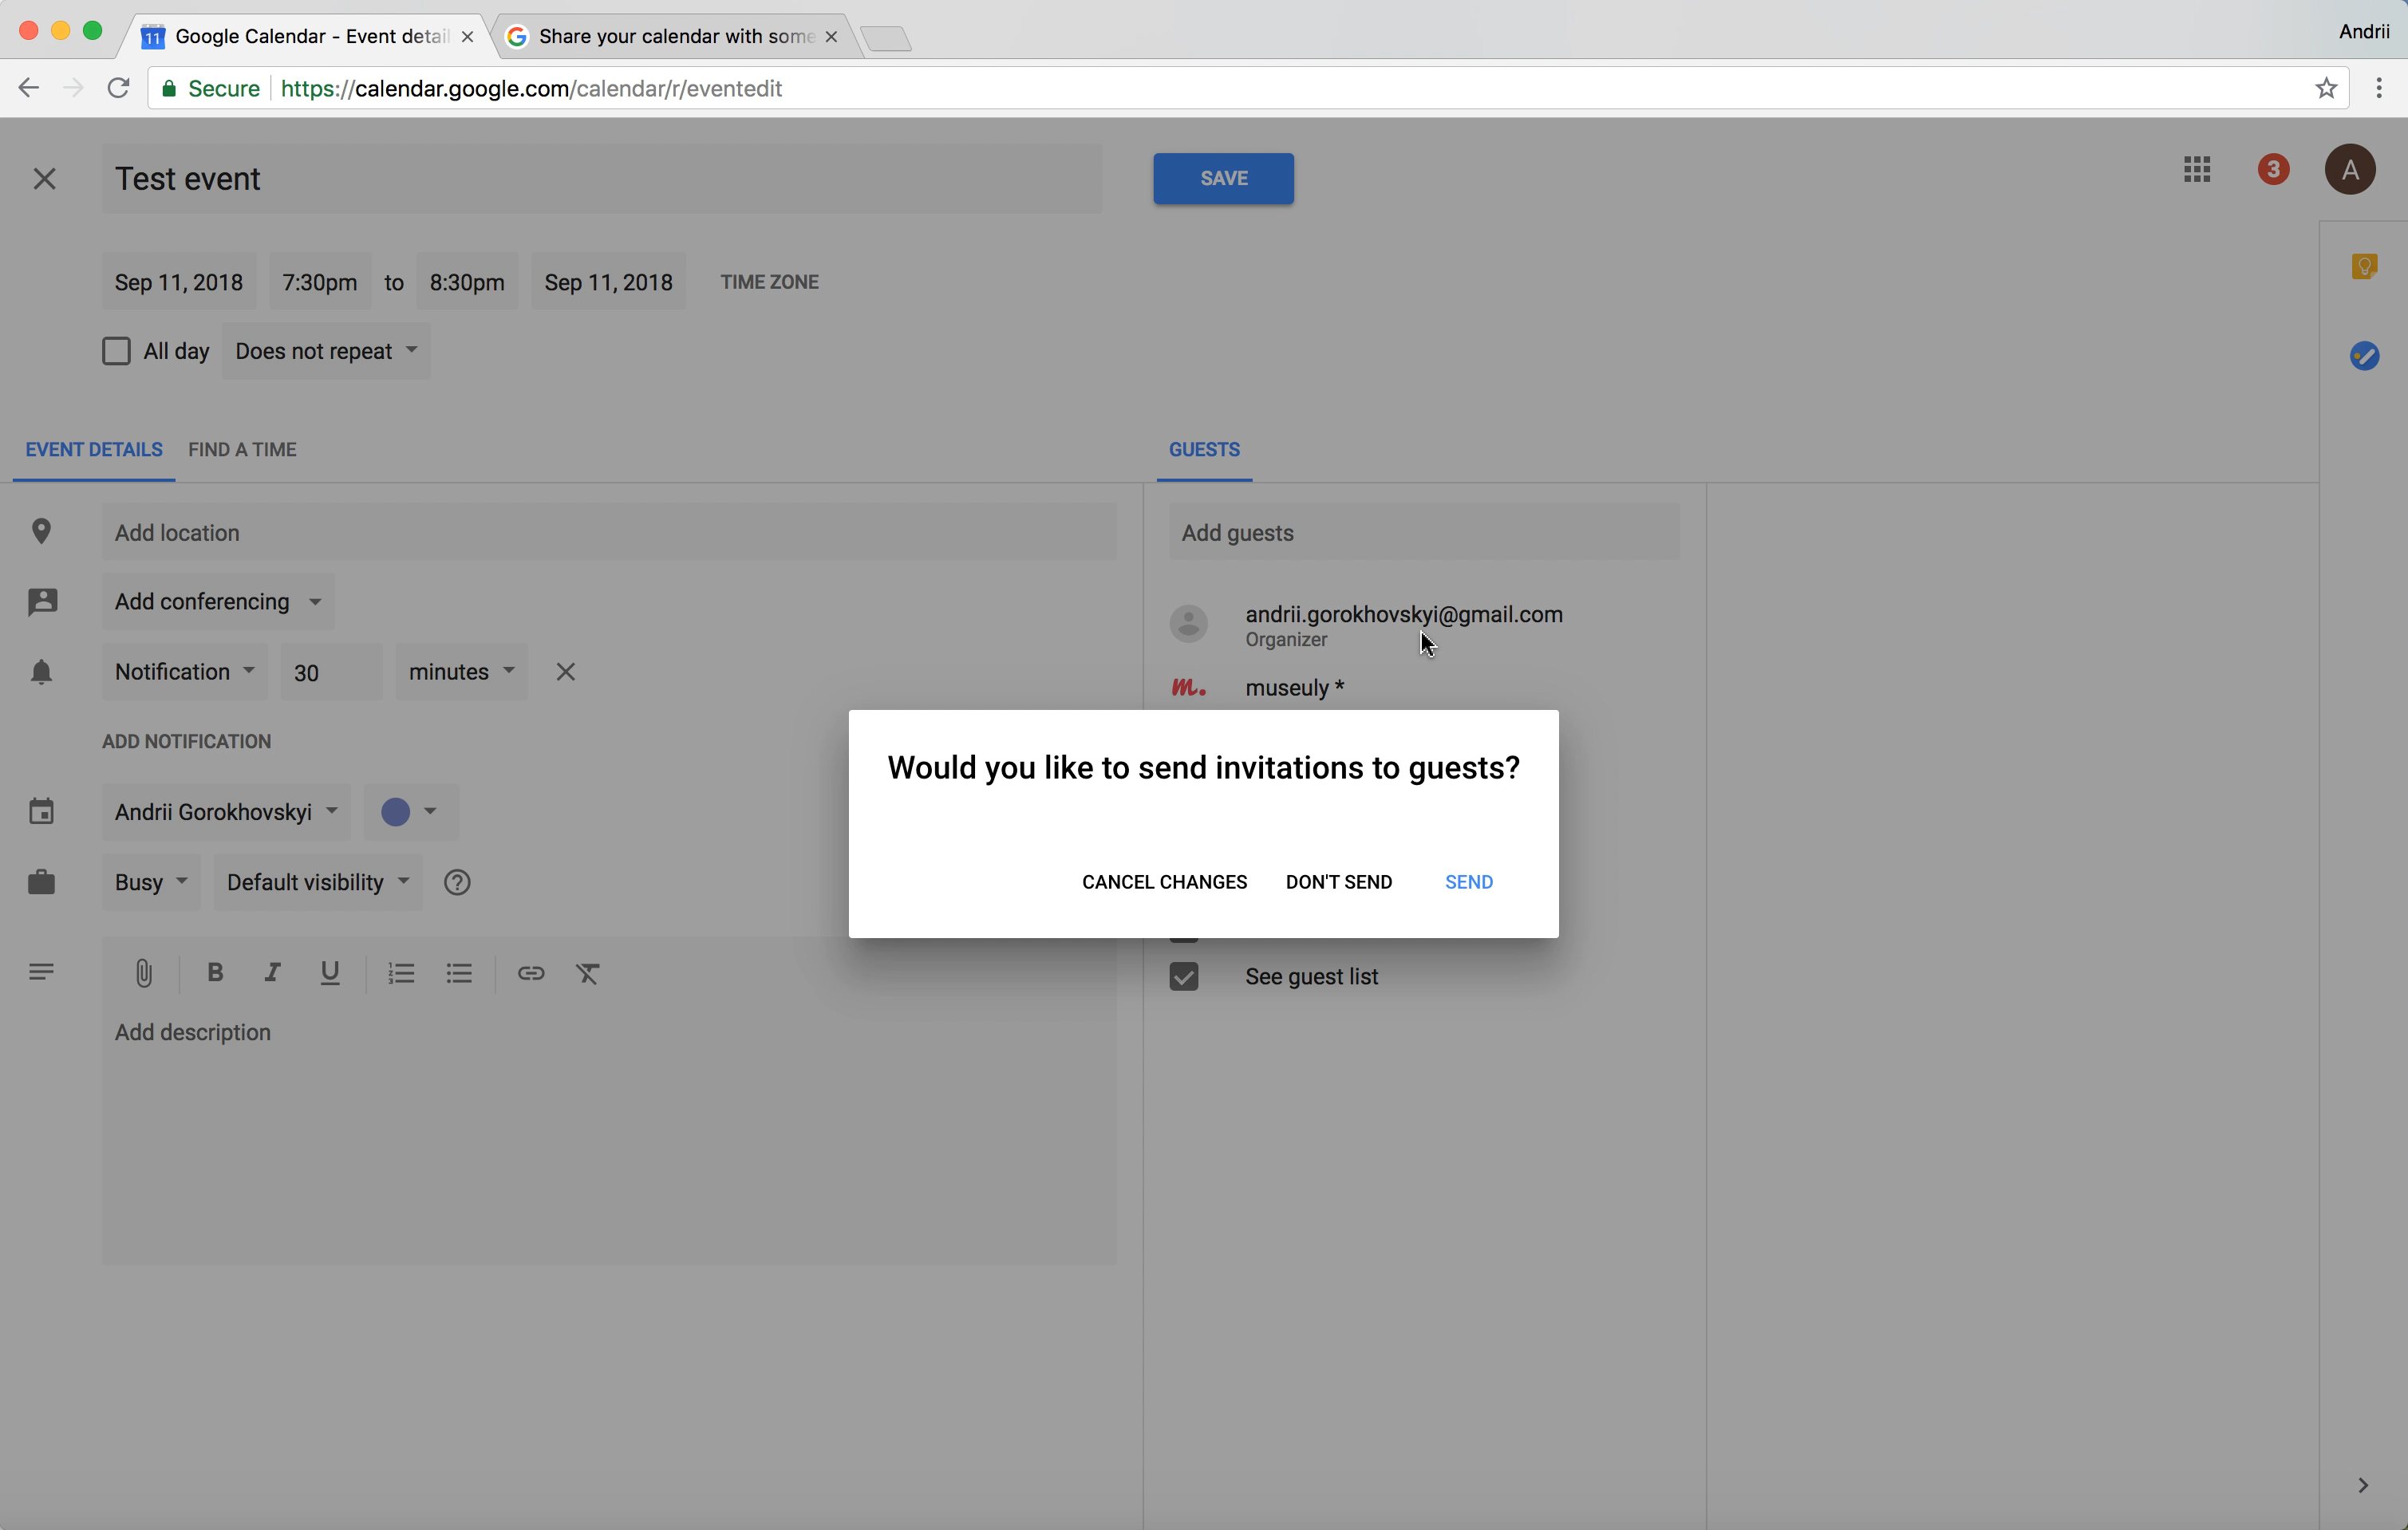 Google Calendar - Event detail
Share your calendar with some
Andrii
Secure https://calendar.google.com/calendar/r/eventedit
Test event
SAVE
3
A
Sep 11, 2018 7:30pm to 8:30pm Sep 11, 2018 TIME ZONE
All day Does not repeat
EVENT DETAILS FIND A TIME
GUESTS
Add location
Add conferencing
Notification 30 minutes
ADD NOTIFICATION
Andrii Gorokhovskyi
Busy Default visibility
B I U
Add description
Add guests
andrii.gorokhovskyi@gmail.com
Organizer
m. museuly *
Would you like to send invitations to guests?
CANCEL CHANGES DON'T SEND SEND
See guest list